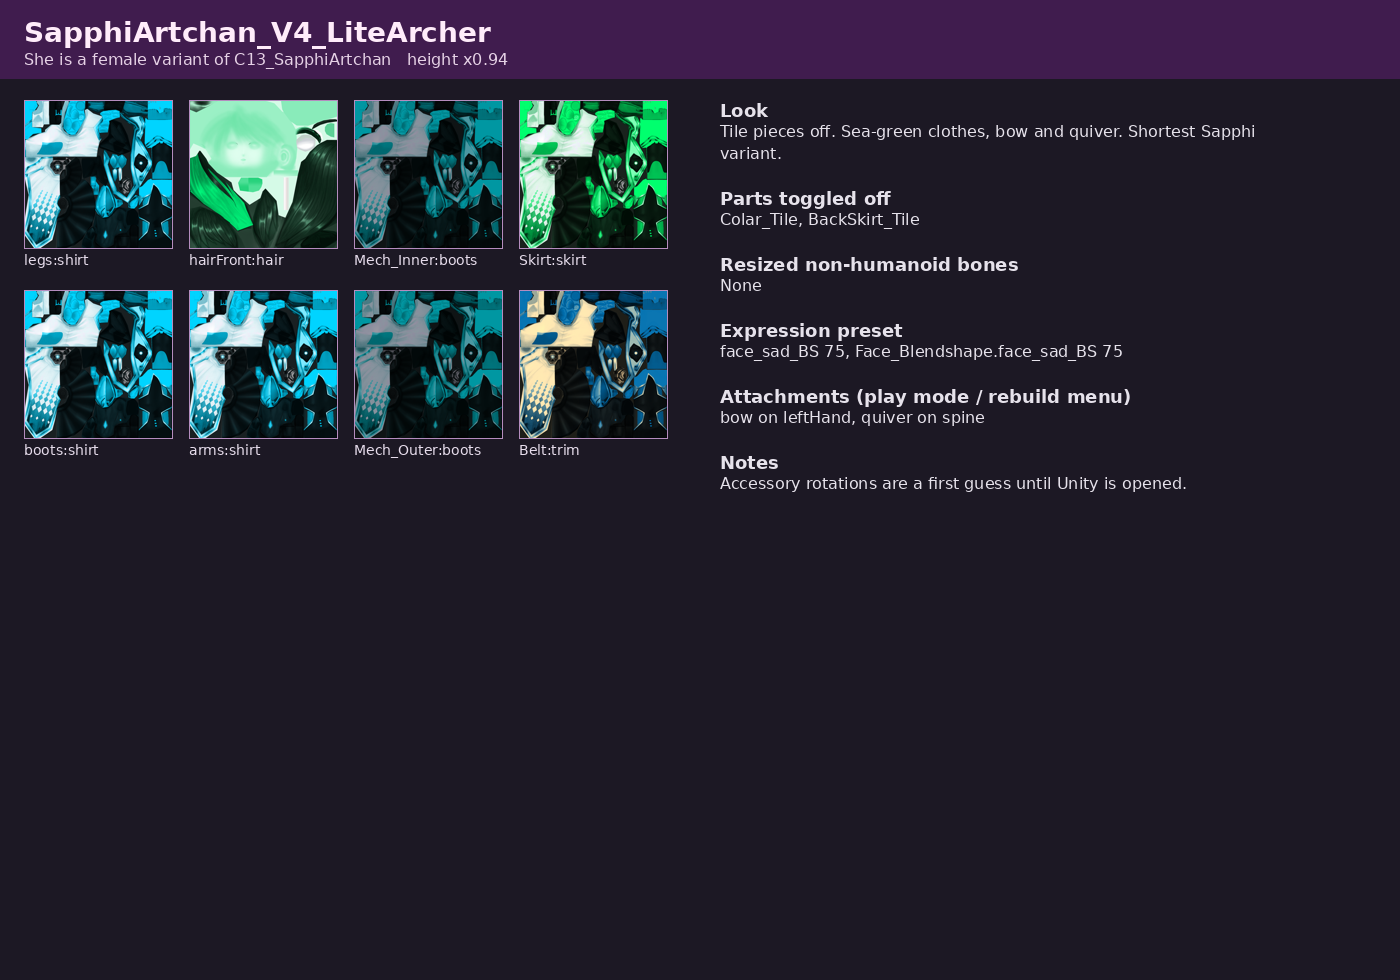 SapphiArtchan_V4_LiteArcher
She is a female variant of C13_SapphiArtchan   height x0.94
legs:shirt
hairFront:hair
Mech_Inner:boots
Skirt:skirt
boots:shirt
arms:shirt
Mech_Outer:boots
Belt:trim
Look
Tile pieces off. Sea-green clothes, bow and quiver. Shortest Sapphi
variant.
Parts toggled off
Colar_Tile, BackSkirt_Tile
Resized non-humanoid bones
None
Expression preset
face_sad_BS 75, Face_Blendshape.face_sad_BS 75
Attachments (play mode / rebuild menu)
bow on leftHand, quiver on spine
Notes
Accessory rotations are a first guess until Unity is opened.